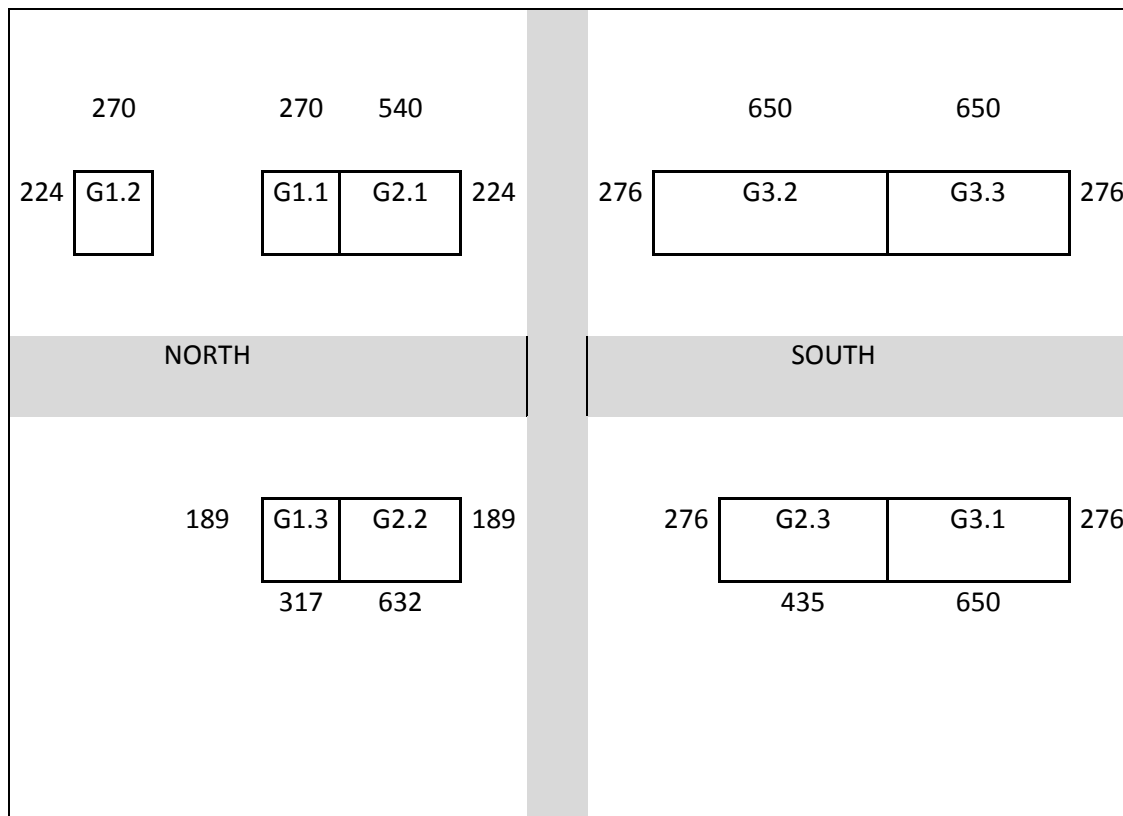 270 270 540 650 650
224 G1.2 G1.1 G2.1 224 276 G3.2 G3.3 276
NORTH SOUTH
189 G1.3 G2.2 189 276 G2.3 G3.1 276
317 632 435 650